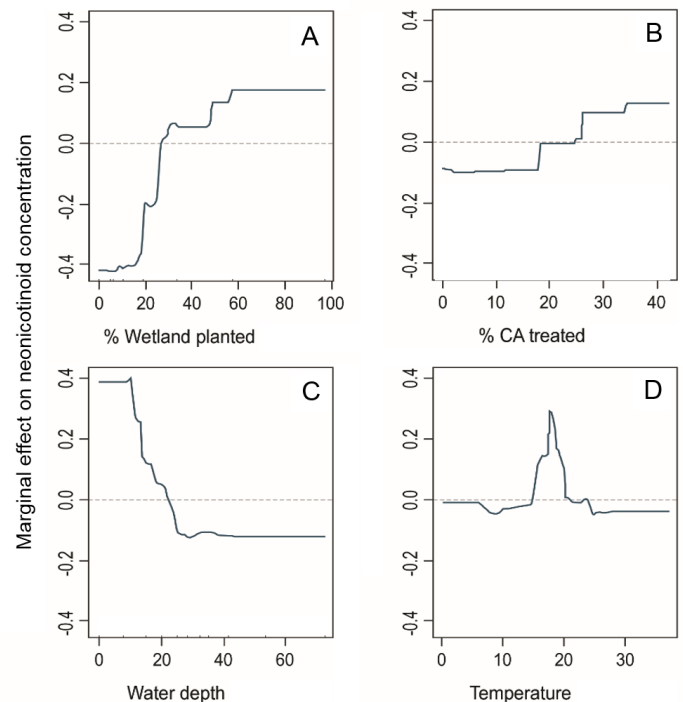 Marginal effect on neonicotinoid concentration
A
0.4
0.2
0.0
-0.2
-0.4
0 20 40 60 80 100
% Wetland planted
B
0.4
0.2
0.0
-0.2
-0.4
0 10 20 30 40
% CA treated
C
0.4
0.2
0.0
-0.2
-0.4
0 20 40 60
Water depth
D
0.4
0.2
0.0
-0.2
-0.4
0 10 20 30
Temperature